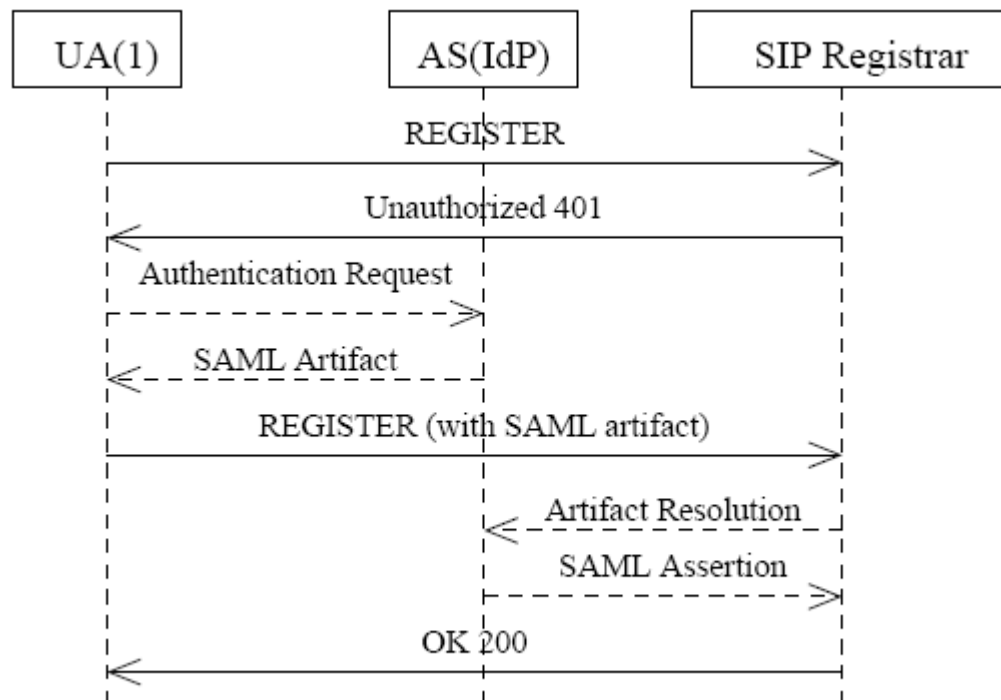 UA(1)
AS(IdP)
SIP Registrar
REGISTER
Unauthorized 401
Authentication Request
SAML Artifact
REGISTER (with SAML artifact)
Artifact Resolution
SAML Assertion
OK 200